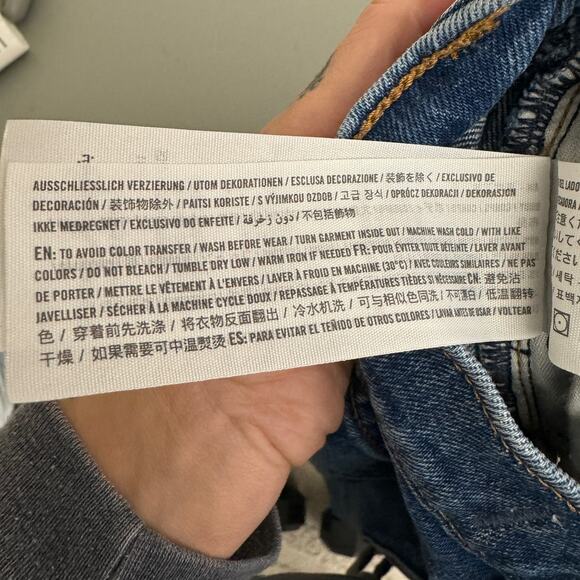 AUSSCHLIESSLICH VERZIERUNG / UTOM DEKORATIONEN / ESCLUSA DECORAZIONE / 装飾を除く / EXCLUSIVO DE
DECORACIÓN / 装饰物除外 / PAITSI KORISTE / S VÝJIMKOU OZDOB / 고급 장식 / OPRÓCZ DEKORACJI / DEKORASJON
IKKE MEDREGNET / EXCLUSIVO DO ENFEITE / دون زخرفة / 不包括飾物
EN: TO AVOID COLOR TRANSFER / WASH BEFORE WEAR / TURN GARMENT INSIDE OUT / MACHINE WASH COLD / WITH LIKE
COLORS / DO NOT BLEACH / TUMBLE DRY LOW / WARM IRON IF NEEDED FR: POUR ÉVITER TOUTE DÉTEINTE / LAVER AVANT
DE PORTER / METTRE LE VÊTEMENT À L'ENVERS / LAVER À FROID EN MACHINE (30°C) / AVEC COULEURS SIMILAIRES / NE PAS
JAVELLISER / SÉCHER À LA MACHINE CYCLE DOUX / REPASSAGE À TEMPÉRATURE TIÈDES SI NÉCESSAIRE CN: 避免沾
色 / 穿着前先洗涤 / 将衣物反面翻出 / 冷水机洗 / 可与相似色同洗 / 不可漂白 / 低温翻转
干燥 / 如果需要可中温熨烫 ES: PARA EVITAR EL TEÑIDO DE OTROS COLORES / LAVAR ANTES DE USAR / VOLTEAR